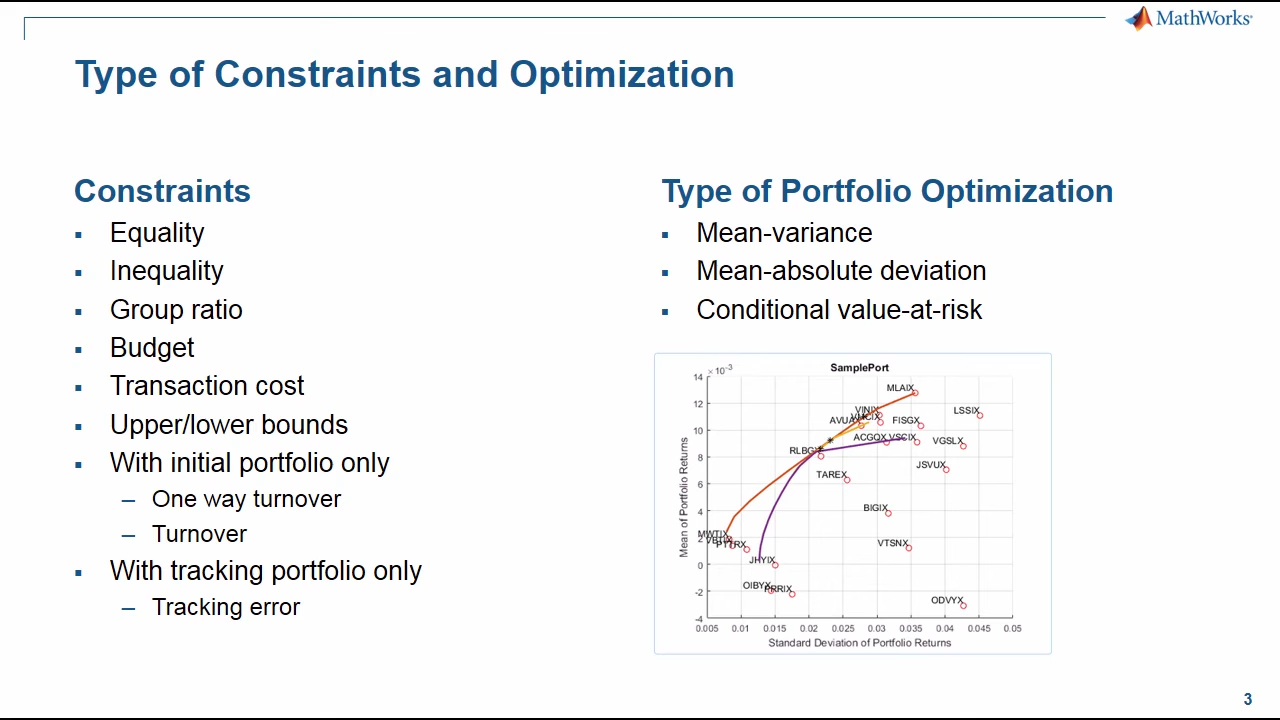 MathWorks®
Type of Constraints and Optimization
Constraints
▪ Equality
▪ Inequality
▪ Group ratio
▪ Budget
▪ Transaction cost
▪ Upper/lower bounds
▪ With initial portfolio only
– One way turnover
– Turnover
▪ With tracking portfolio only
– Tracking error
Type of Portfolio Optimization
▪ Mean-variance
▪ Mean-absolute deviation
▪ Conditional value-at-risk
SamplePort
× 10⁻³
14
12
10
8
6
4
2
0
-2
-4
Mean of Portfolio Returns
MLAIX
LSSIX
VINIX
FISGX
ACGQX
VSCIX
VGSLX
JSVUX
TAREX
BIGIX
VTSNX
MWTIX
PTTRX
JHYIX
OIBYX
ODVYX
0.005 0.01 0.015 0.02 0.025 0.03 0.035 0.04 0.045 0.05
Standard Deviation of Portfolio Returns
3